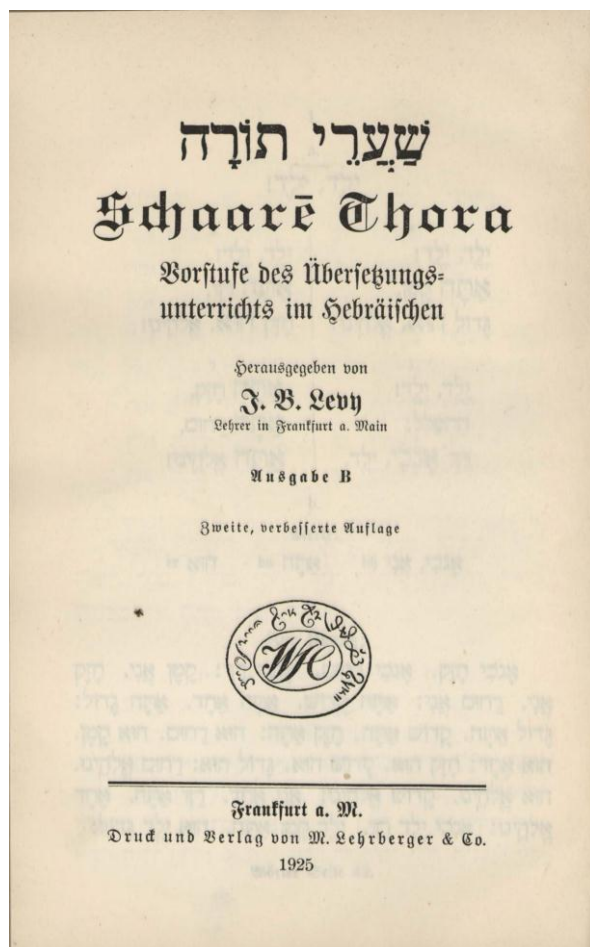 שַׁעֲרֵי תוֹרָה
Schaarē Thora
Vorstufe des Übersetzungs=
unterrichts im Hebräischen
Herausgegeben von
J. B. Levy
Lehrer in Frankfurt a. Main
Ausgabe B
Zweite, verbesserte Auflage
Frankfurt a. M.
Druck und Verlag von M. Lehrberger & Co.
1925